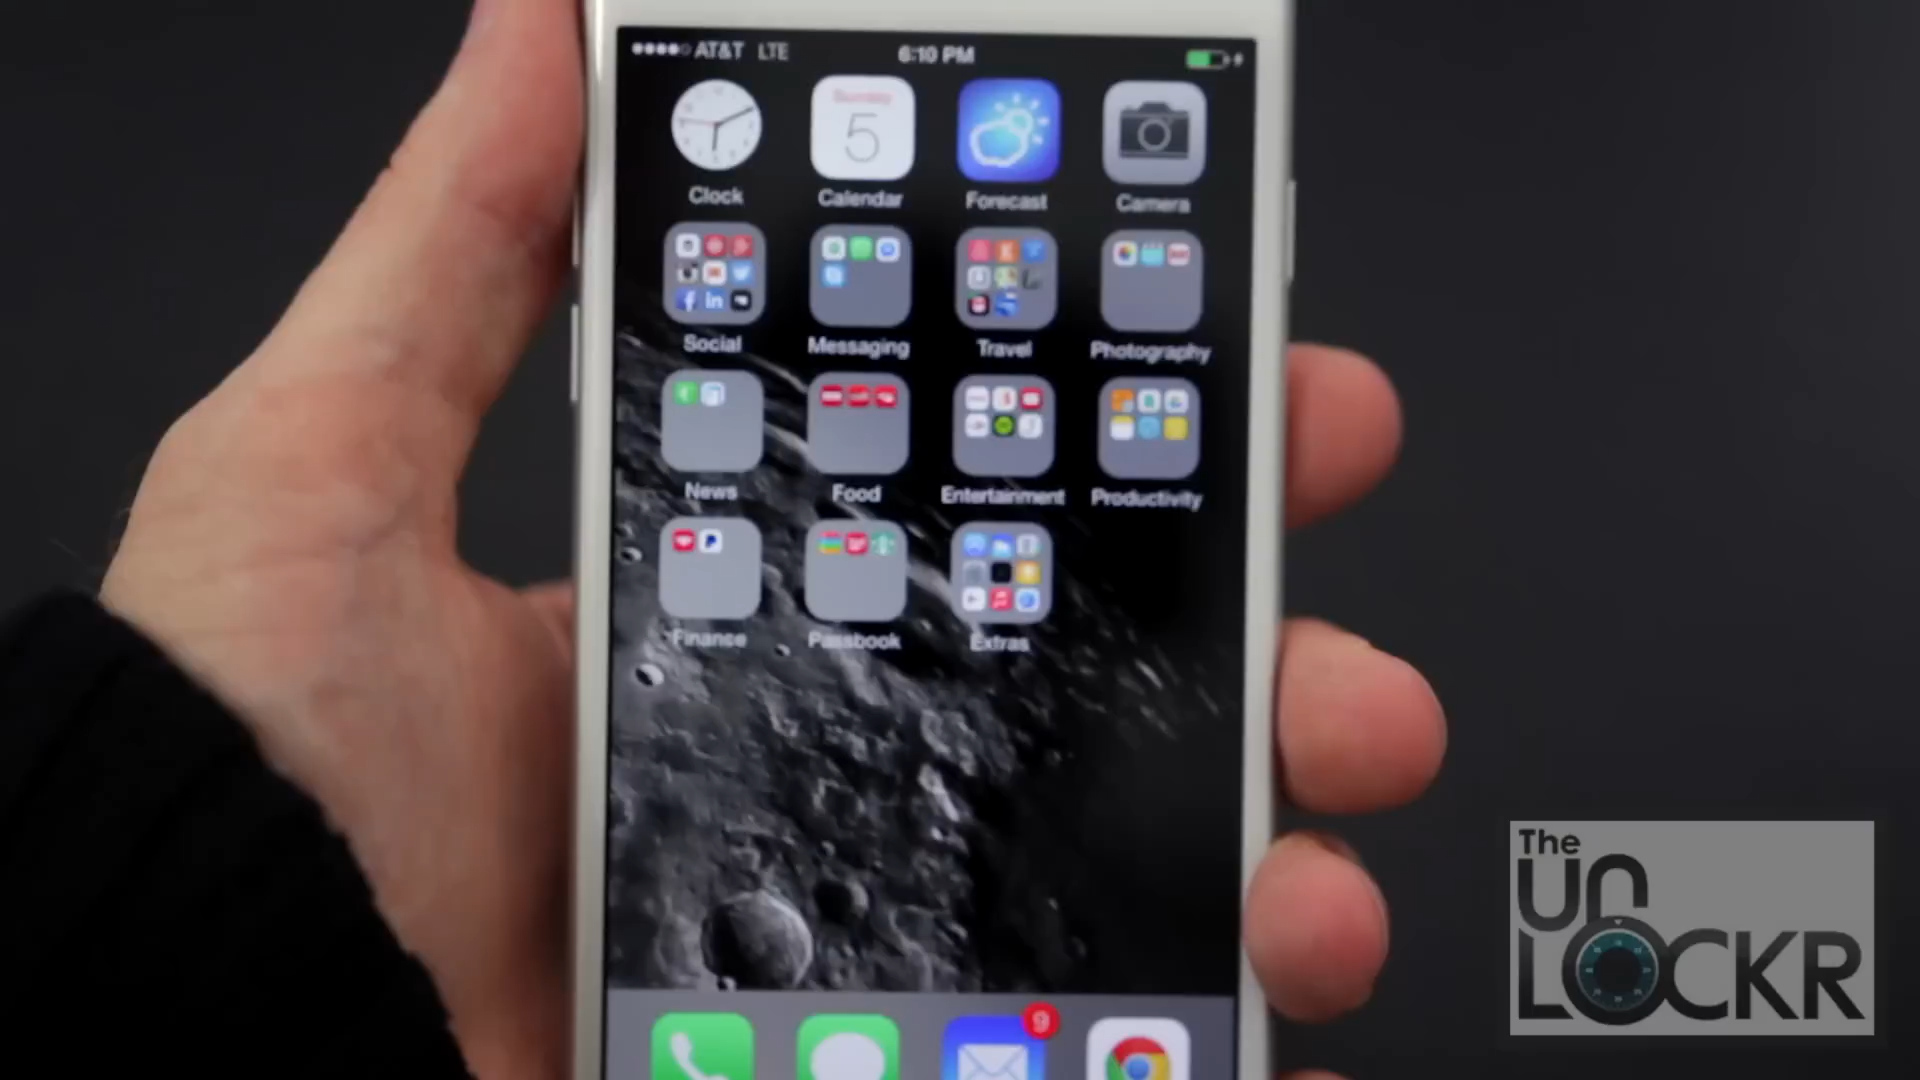 AT&T LTE 6:10 PM
Sunday
5
Clock Calendar Forecast Camera
Social Messaging Travel Photography
News Food Entertainment Productivity
Finance Passbook Extras
9
The
UN
LOCKR